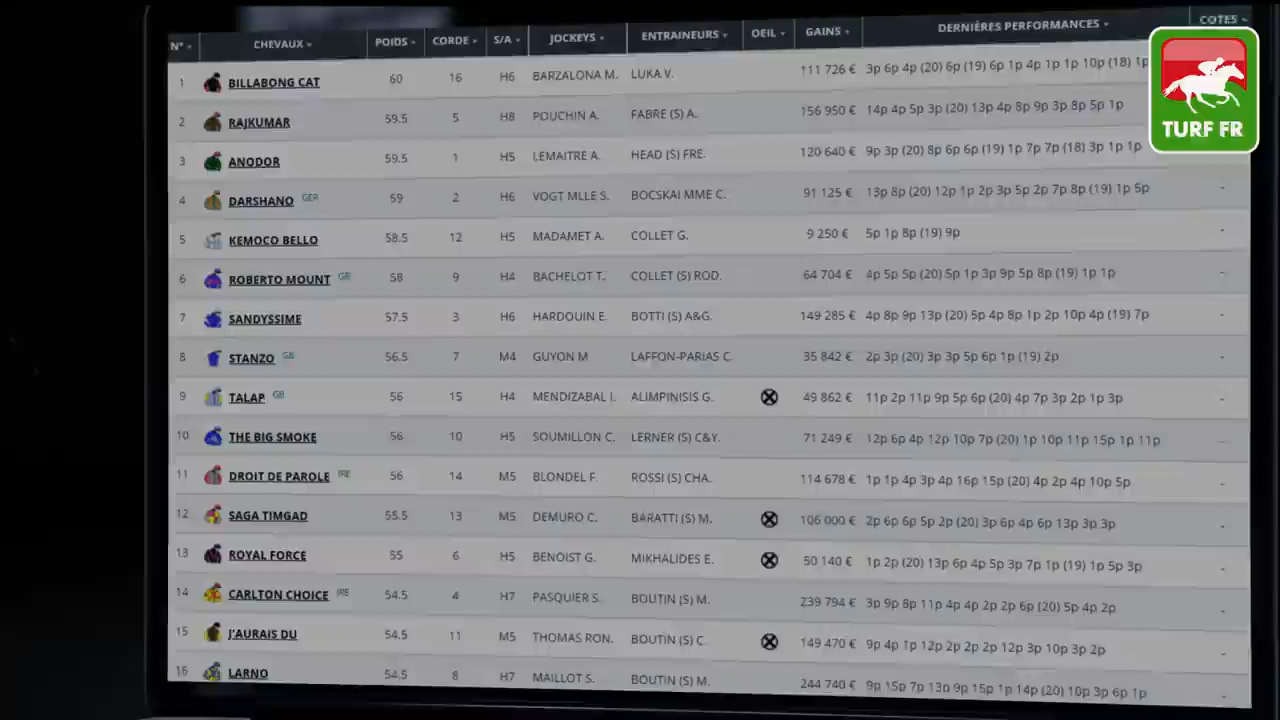 N° CHEVAUX POIDS CORDE S/A JOCKEYS ENTRAINEURS OEIL GAINS DERNIÈRES PERFORMANCES COTES
1 BILLABONG CAT 60 16 H6 BARZALONA M. LUKA V. 111 726 € 3p 6p 4p (20) 6p (19) 6p 1p 4p 1p 1p 10p (18) 1p
2 RAJKUMAR 59.5 5 H8 POUCHIN A. FABRE (S) A. 156 950 € 14p 4p 5p 3p (20) 13p 4p 8p 9p 3p 8p 5p 1p
3 ANODOR 59.5 1 H5 LEMAITRE A. HEAD (S) FRE. 120 640 € 9p 3p (20) 8p 6p 6p (19) 1p 7p 7p (18) 3p 1p 1p
4 DARSHANO GER 59 2 H6 VOGT MLLE S. BOCSKAI MME C. 91 125 € 13p 8p (20) 12p 1p 2p 3p 5p 2p 7p 8p (19) 1p 5p -
5 KEMOCO BELLO 58.5 12 H5 MADAMET A. COLLET G. 9 250 € 5p 1p 8p (19) 9p -
6 ROBERTO MOUNT GB 58 9 H4 BACHELOT T. COLLET (S) ROD. 64 704 € 4p 5p 5p (20) 5p 1p 3p 9p 5p 8p (19) 1p 1p -
7 SANDYSSIME 57.5 3 H6 HARDOUIN E. BOTTI (S) A&G. 149 285 € 4p 8p 9p 13p (20) 5p 4p 8p 1p 2p 10p 4p (19) 7p -
8 STANZO GB 56.5 7 M4 GUYON M LAFFON-PARIAS C. 35 842 € 2p 3p (20) 3p 3p 5p 6p 1p (19) 2p -
9 TALAP GB 56 15 H4 MENDIZABAL I. ALIMPINISIS G. 49 862 € 11p 2p 11p 9p 5p 6p (20) 4p 7p 3p 2p 1p 3p -
10 THE BIG SMOKE 56 10 H5 SOUMILLON C. LERNER (S) C&Y. 71 249 € 12p 6p 4p 12p 10p 7p (20) 1p 10p 11p 15p 1p 11p -
11 DROIT DE PAROLE IRE 56 14 M5 BLONDEL F. ROSSI (S) CHA. 114 678 € 1p 1p 4p 3p 4p 16p 15p (20) 4p 2p 4p 10p 5p -
12 SAGA TIMGAD 55.5 13 M5 DEMURO C. BARATTI (S) M. 106 000 € 2p 6p 6p 5p 2p (20) 3p 6p 4p 6p 13p 3p 3p -
13 ROYAL FORCE 55 6 H5 BENOIST G. MIKHALIDES E. 50 140 € 1p 2p (20) 13p 6p 4p 5p 3p 7p 1p (19) 1p 5p 3p -
14 CARLTON CHOICE IRE 54.5 4 H7 PASQUIER S. BOUTIN (S) M. 239 794 € 3p 9p 8p 11p 4p 4p 2p 2p 6p (20) 5p 4p 2p -
15 J'AURAIS DU 54.5 11 M5 THOMAS RON. BOUTIN (S) C. 149 470 € 9p 4p 1p 12p 2p 2p 2p 12p 3p 10p 3p 2p -
16 LARNO 54.5 8 H7 MAILLOT S. BOUTIN (S) M. 244 740 € 9p 15p 7p 13p 9p 15p 1p 14p (20) 10p 3p 6p 1p -
TURF FR